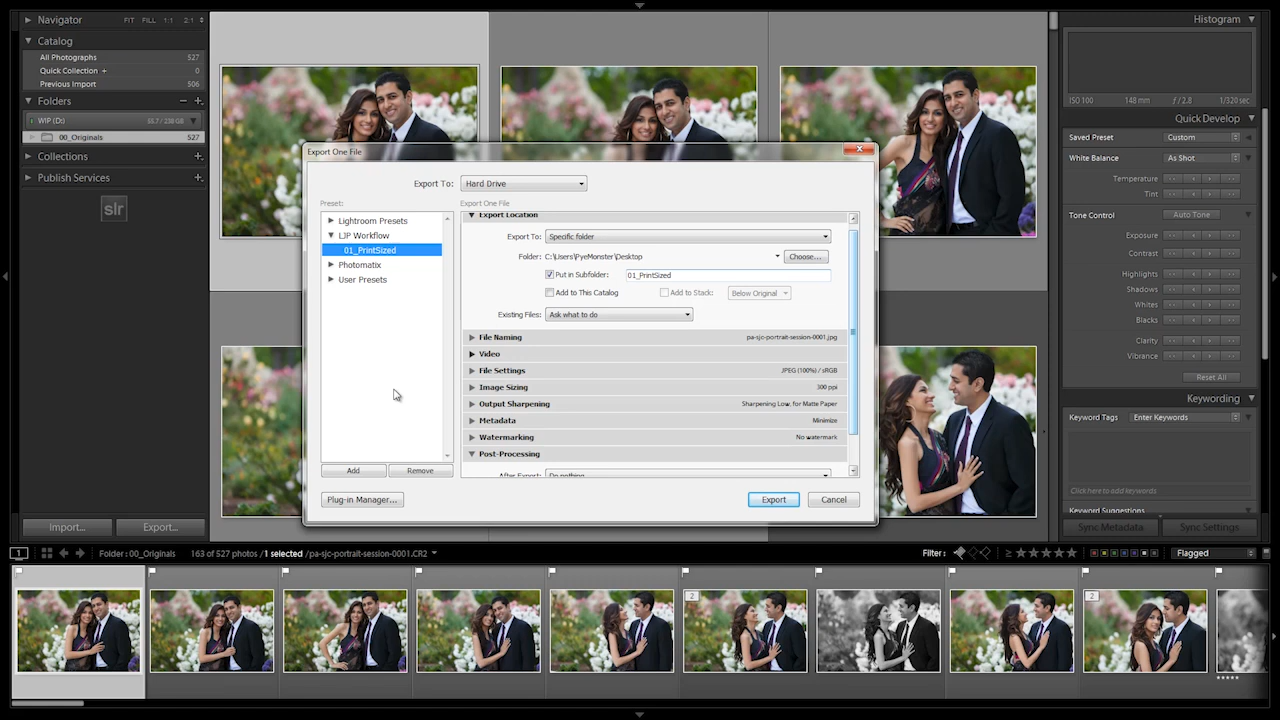 Navigator FIT FILL 1:1 2:1
Catalog
All Photographs 527
Quick Collection + 0
Previous Import 506
Folders
WIP (D:)
00_Originals 527
Collections
Publish Services
slr
Import...
Export...
Export One File
Export To: Hard Drive
Preset:
Lightroom Presets
LJP Workflow
01_PrintSized
Photomatix
User Presets
Add
Remove
Plug-in Manager...
Export One File
Export Location
Export To: Specific folder
Folder: C:\Users\PyeMonster\Desktop Choose...
Put in Subfolder: 01_PrintSized
Add to This Catalog Add to Stack: Below Original
Existing Files: Ask what to do
File Naming pa-sjc-portrait-session-0001.jpg
Video
File Settings JPEG (100%) / sRGB
Image Sizing 300 ppi
Output Sharpening Sharpening Low, for Matte Paper
Metadata Minimize
Watermarking No watermark
Post-Processing
After Export: Do nothing
Export
Cancel
Histogram
ISO 100 148 mm ƒ / 2.8 1/320 sec
Quick Develop
Saved Preset Custom
White Balance As Shot
Temperature
Tint
Tone Control Auto Tone
Exposure
Contrast
Highlights
Shadows
Whites
Blacks
Clarity
Vibrance
Reset All
Keywording
Keyword Tags Enter Keywords
Click here to add keywords
Keyword Suggestions
Sync Metadata
Sync Settings
1 Folder : 00_Originals 163 of 527 photos / 1 selected / pa-sjc-portrait-session-0001.CR2 Filter : ≥ ★★★★★ Flagged
2
2
★★★★★